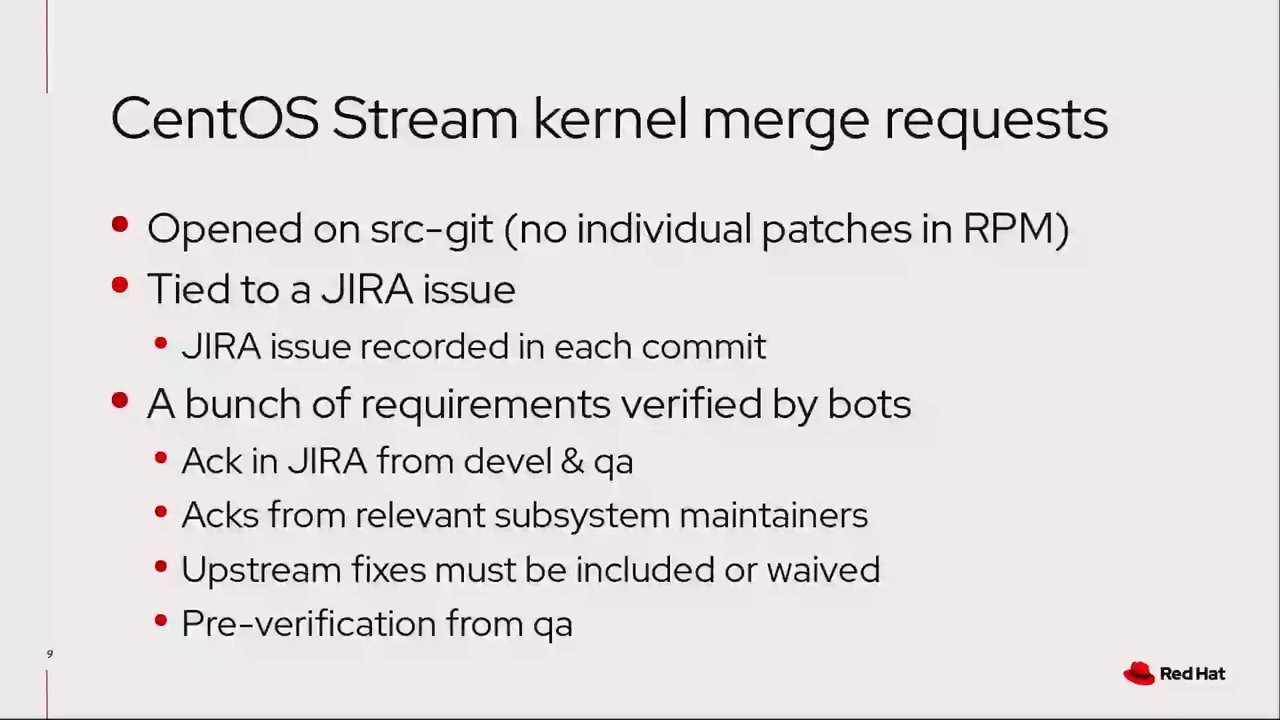 CentOS Stream kernel merge requests
• Opened on src-git (no individual patches in RPM)
• Tied to a JIRA issue
• JIRA issue recorded in each commit
• A bunch of requirements verified by bots
• Ack in JIRA from devel & qa
• Acks from relevant subsystem maintainers
• Upstream fixes must be included or waived
• Pre-verification from qa
9
Red Hat